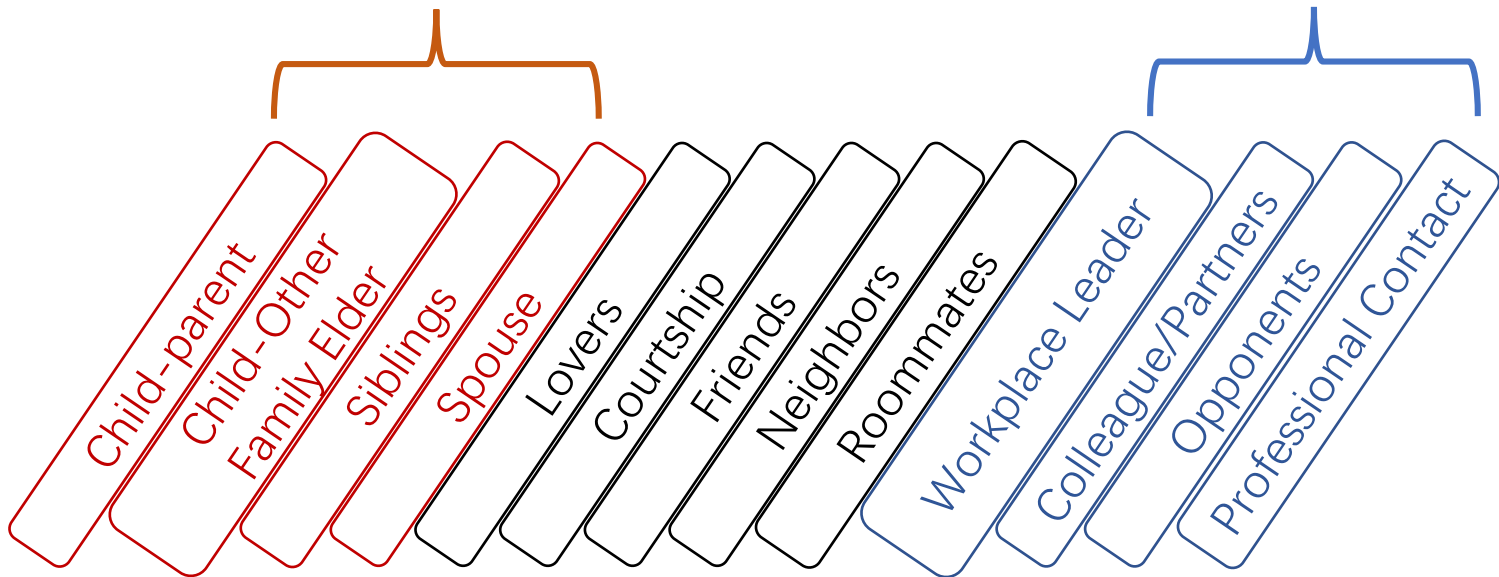 Child-parent
Child-Other
Family Elder
Siblings
Spouse
Lovers
Courtship
Friends
Neighbors
Roommates
Workplace Leader
Colleague/Partners
Opponents
Professional Contact